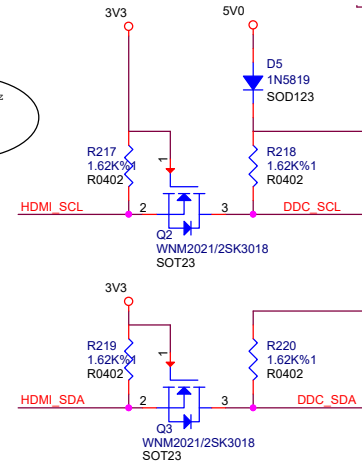 3V3
5V0
D5
1N5819
SOD123
z
R217
1.62K%1
R0402
1
R218
1.62K%1
R0402
HDMI_SCL
2
3
DDC_SCL
Q2
WNM2021/2SK3018
SOT23
3V3
R219
1.62K%1
R0402
1
R220
1.62K%1
R0402
HDMI_SDA
2
3
DDC_SDA
Q3
WNM2021/2SK3018
SOT23